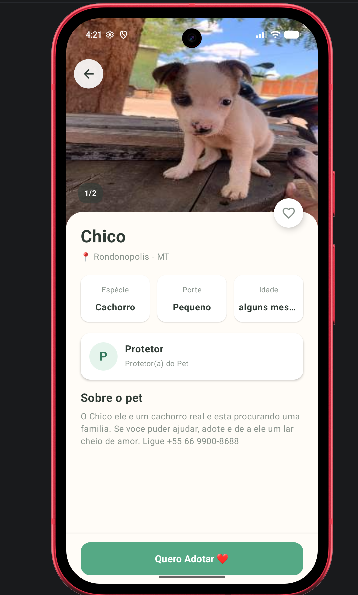 4:21
1/2
Chico
📍 Rondonopolis - MT
Espécie
Porte
Idade
Cachorro
Pequeno
alguns mes...
P
Protetor
Protetor(a) do Pet
Sobre o pet
O Chico ele e um cachorro real e esta procurando uma
familia. Se voce puder ajudar, adote e de a ele um lar
cheio de amor. Ligue +55 66 9900-8688
Quero Adotar ❤️